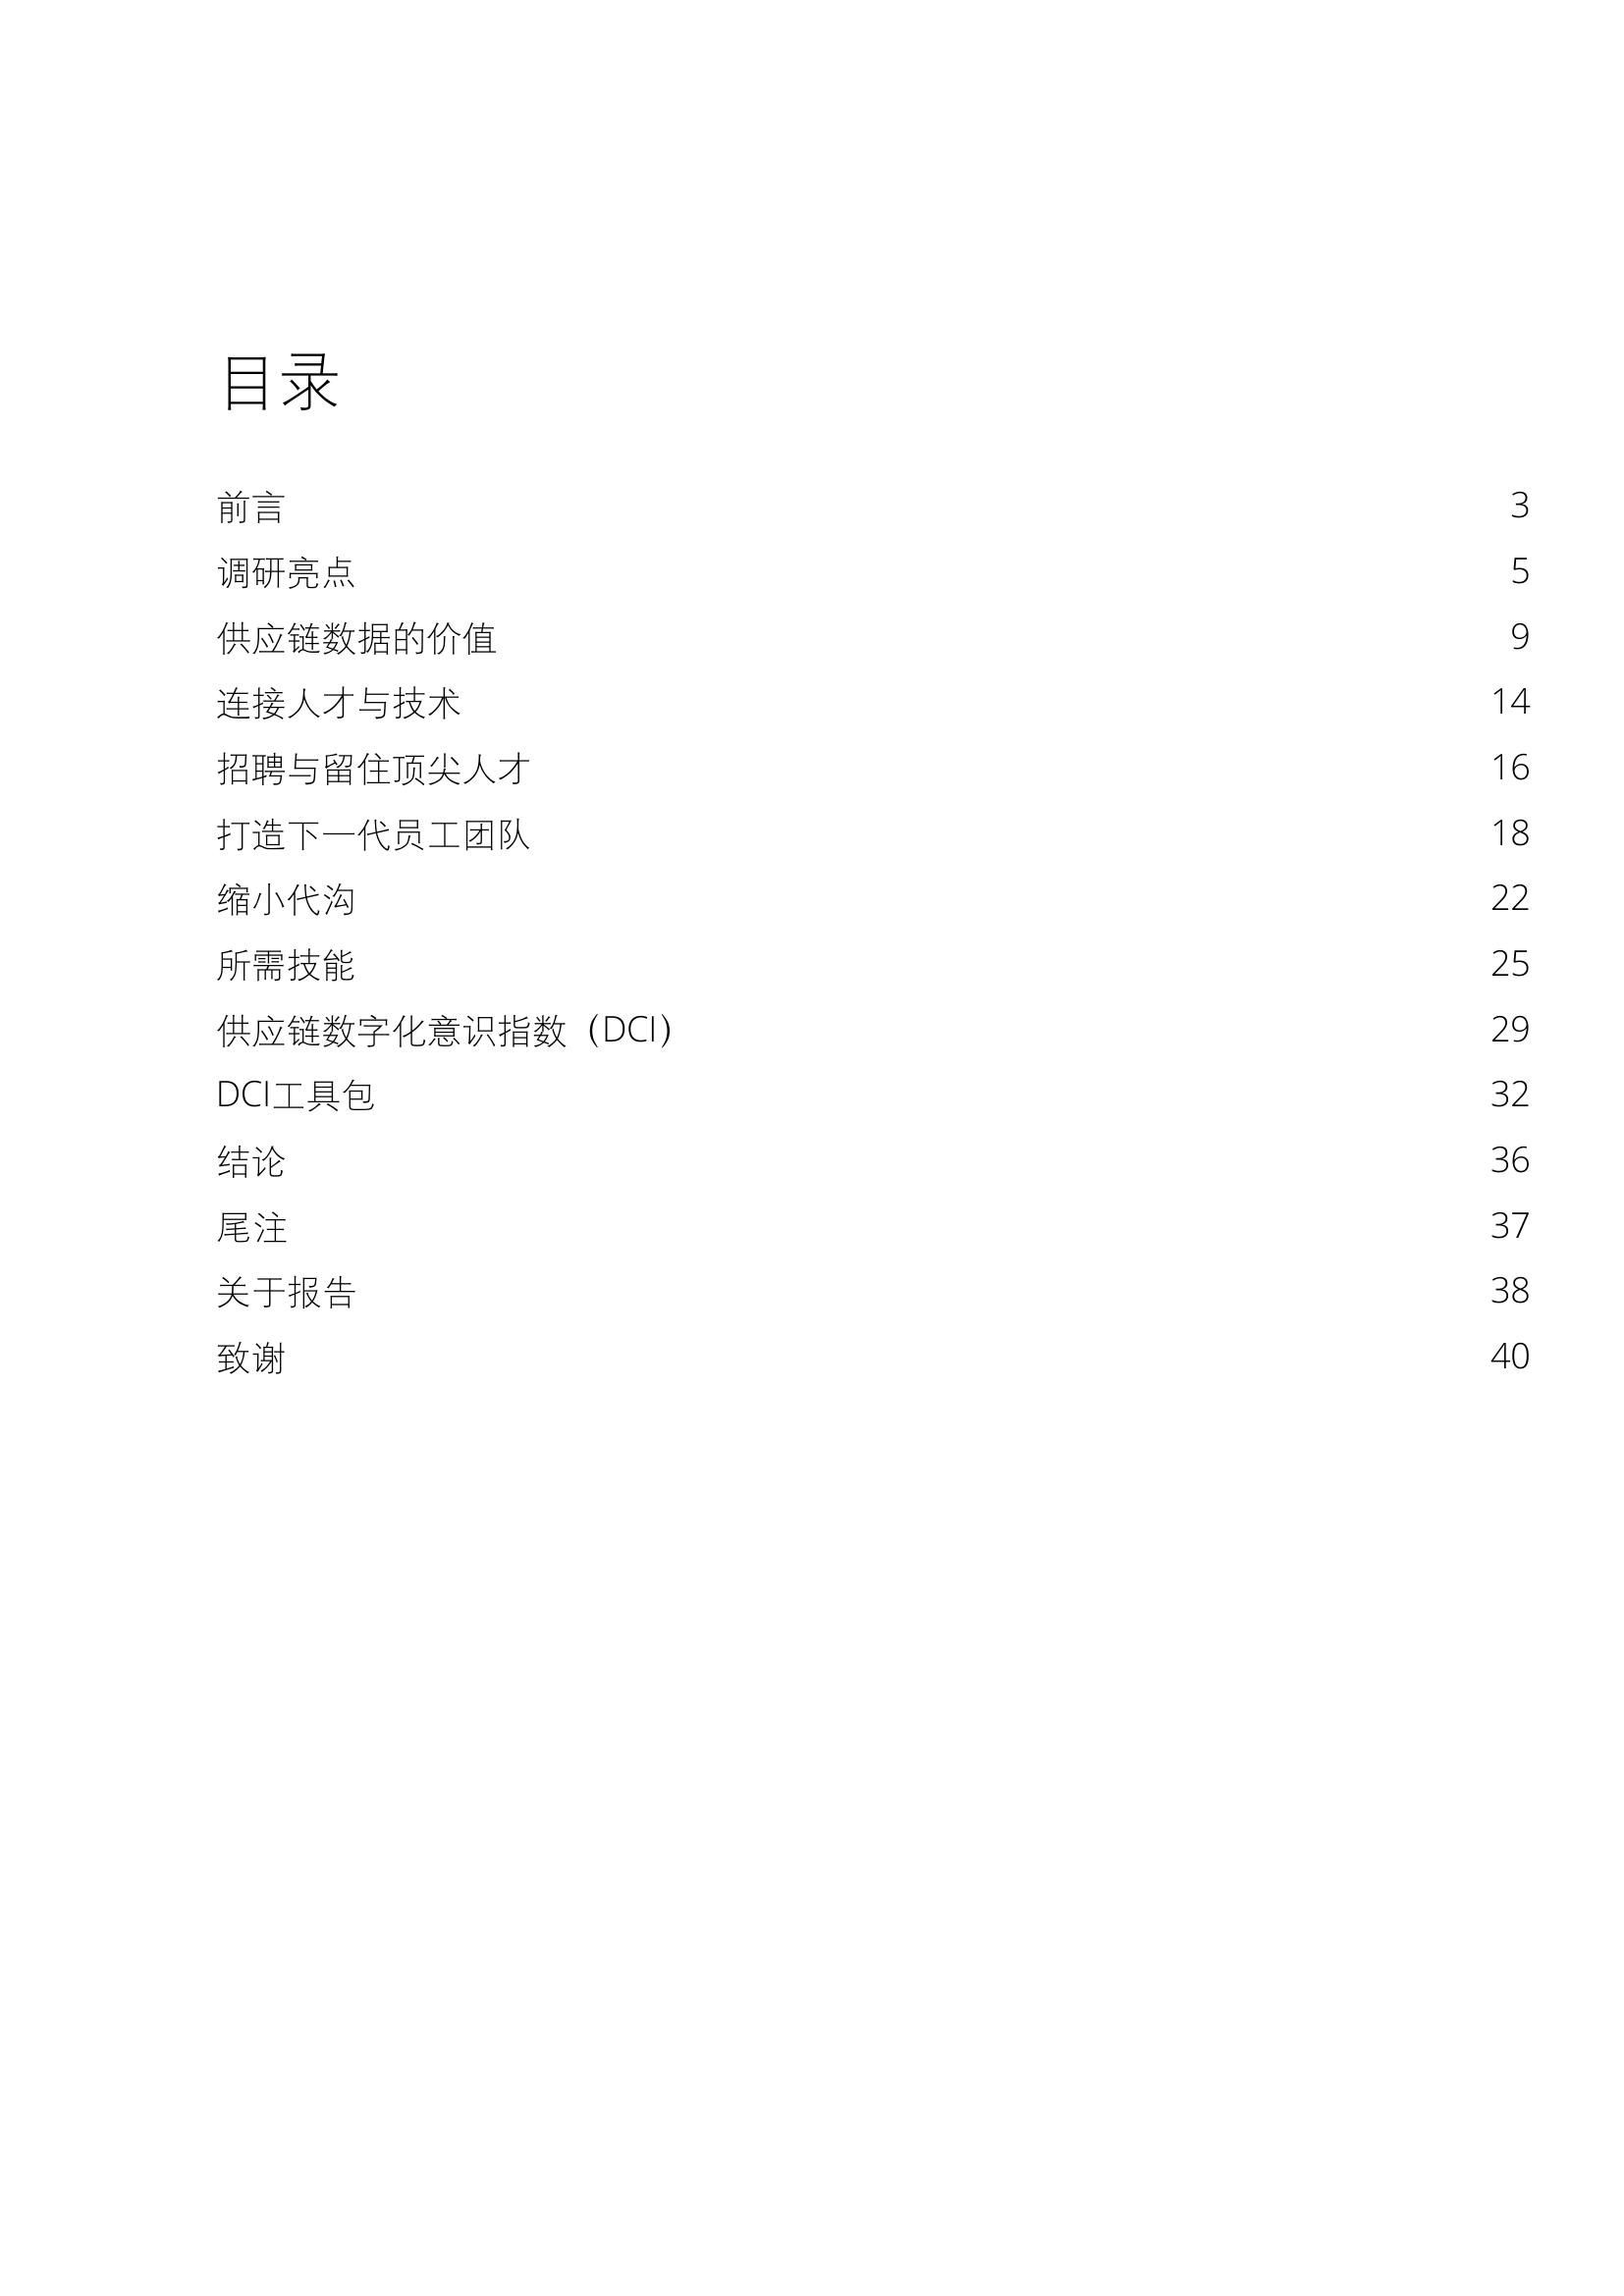 目录
前言 3
调研亮点 5
供应链数据的价值 9
连接人才与技术 14
招聘与留住顶尖人才 16
打造下一代员工团队 18
缩小代沟 22
所需技能 25
供应链数字化意识指数（DCI） 29
DCI工具包 32
结论 36
尾注 37
关于报告 38
致谢 40